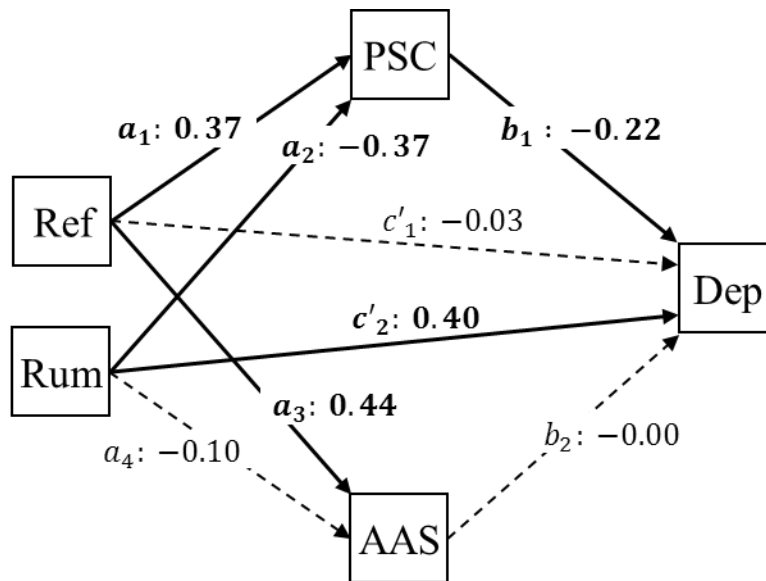 PSC
a₁: 0.37
a₂: −0.37
b₁ : −0.22
Ref
c′₁: −0.03
Dep
c′₂: 0.40
Rum
a₃: 0.44
a₄: −0.10
b₂: −0.00
AAS